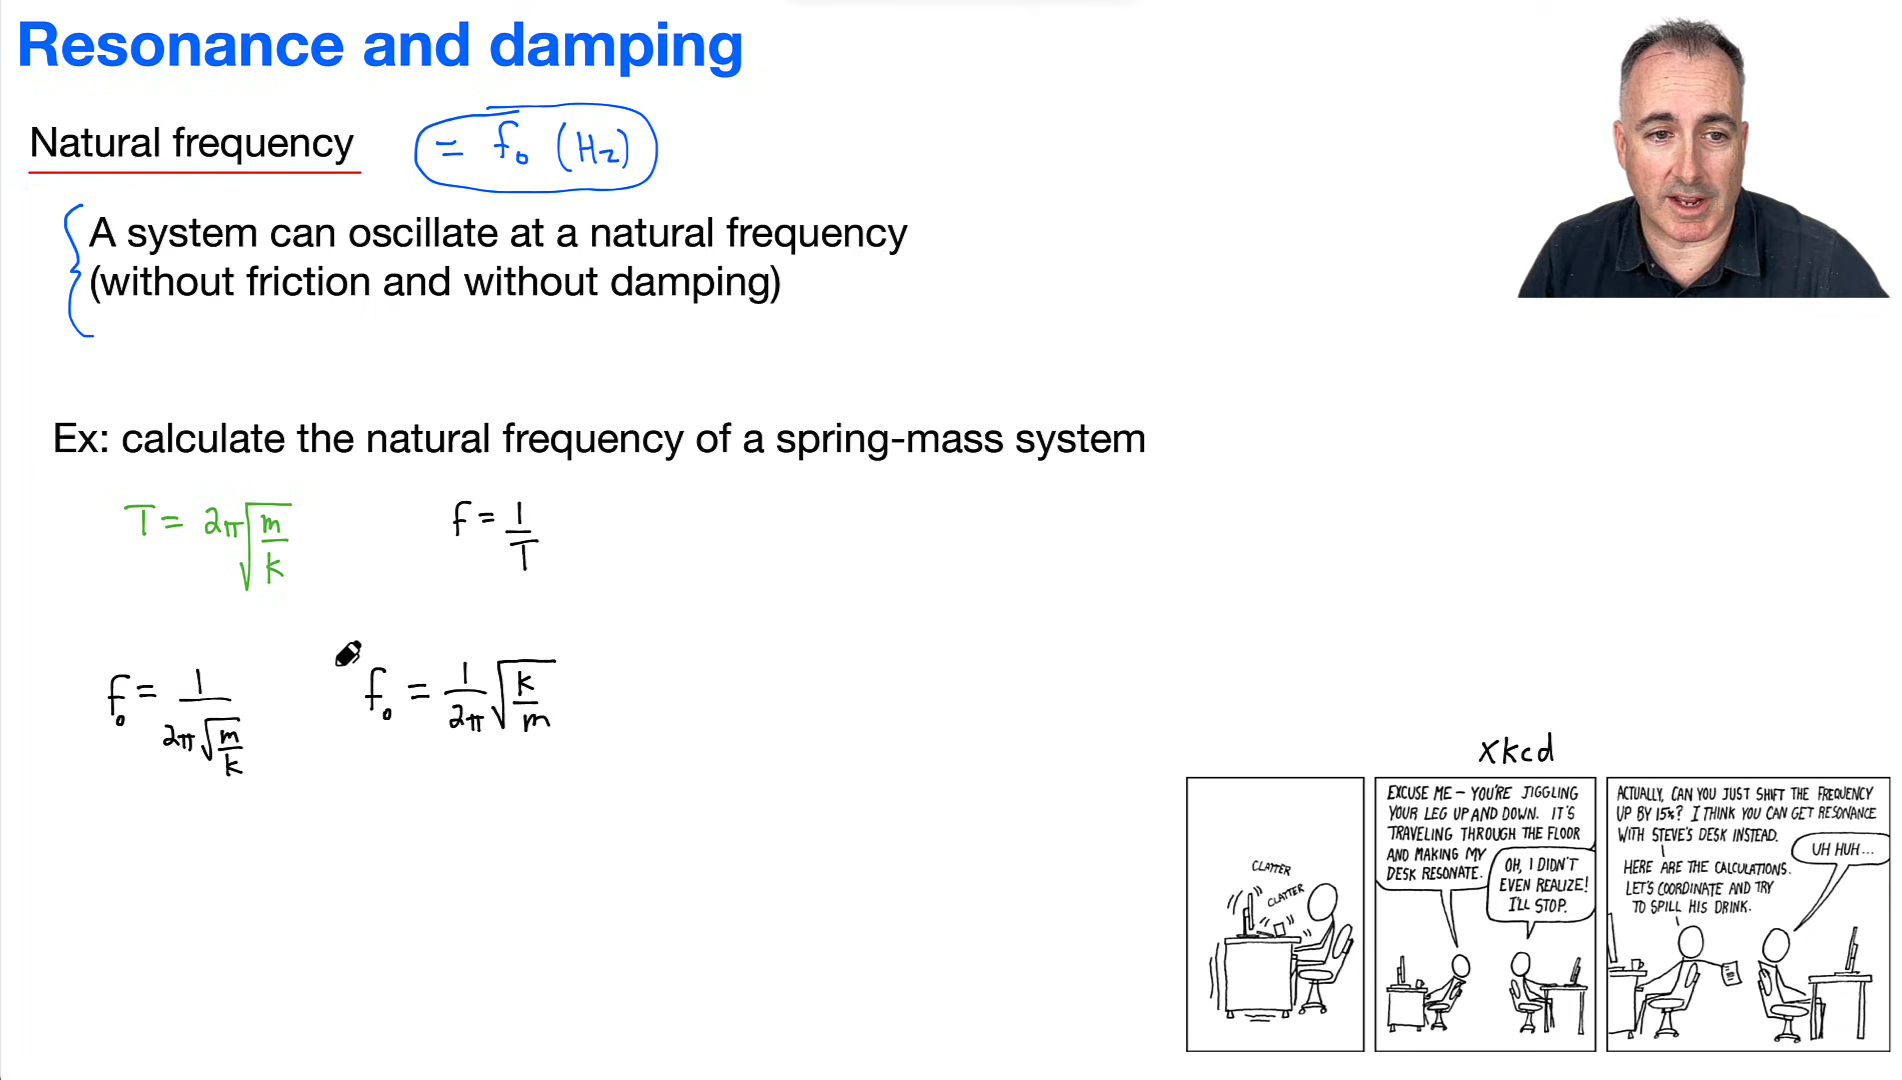 Resonance and damping
Natural frequency = f₀ (Hz)
A system can oscillate at a natural frequency
(without friction and without damping)
Ex: calculate the natural frequency of a spring-mass system
T = 2π√(m/k)
f = 1/T
f₀ = 1/(2π√(m/k))
f₀ = 1/(2π) √(k/m)
xkcd
CLATTER
CLATTER
EXCUSE ME – YOU'RE JIGGLING
YOUR LEG UP AND DOWN. IT'S
TRAVELING THROUGH THE FLOOR
AND MAKING MY
DESK RESONATE.
OH, I DIDN'T
EVEN REALIZE!
I'LL STOP.
ACTUALLY, CAN YOU JUST SHIFT THE FREQUENCY
UP BY 15%? I THINK YOU CAN GET RESONANCE
WITH STEVE'S DESK INSTEAD.
UH HUH...
HERE ARE THE CALCULATIONS.
LET'S COORDINATE AND TRY
TO SPILL HIS DRINK.